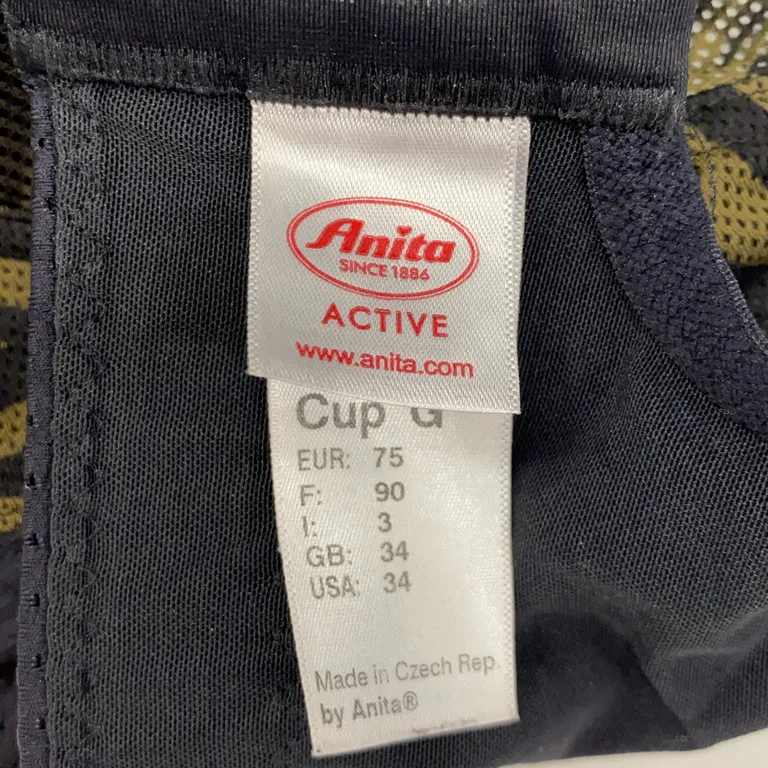 Anita
SINCE 1886
ACTIVE
www.anita.com
Cup G
EUR: 75
F: 90
I: 3
GB: 34
USA: 34
Made in Czech Rep.
by Anita®